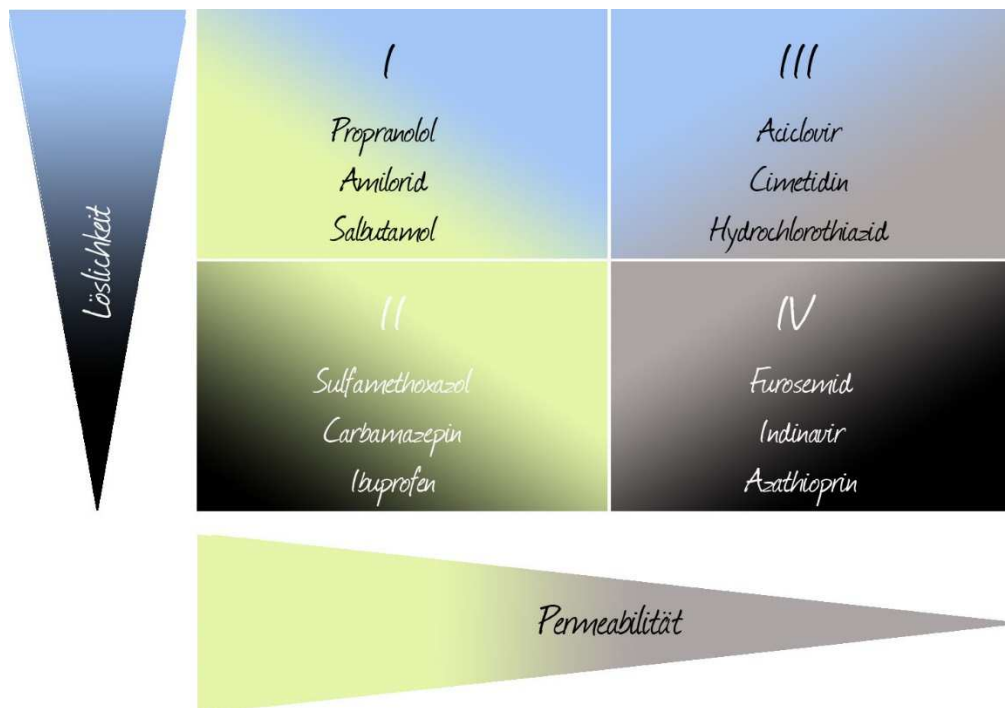 Löslichkeit
I
Propranolol
Amilorid
Salbutamol
III
Aciclovir
Cimetidin
Hydrochlorothiazid
II
Sulfamethoxazol
Carbamazepin
Ibuprofen
IV
Furosemid
Indinavir
Azathioprin
Permeabilität